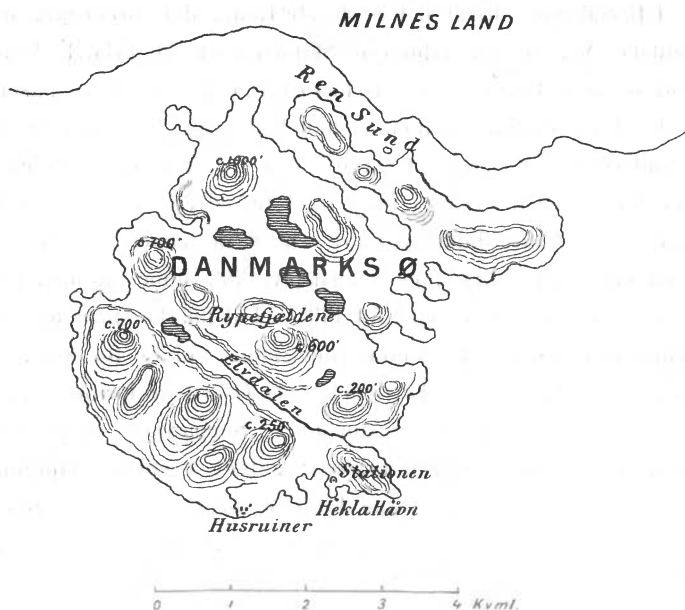 MILNES LAND
Ren Sund
c. 1000'
c 700'
DANMARKS Ø
c. 700'
Rypefjeldene
c. 600'
Elvdalen
c. 200'
c. 250'
Stationen
Hekla Havn
Husruiner
0 1 2 3 4 Kvml.